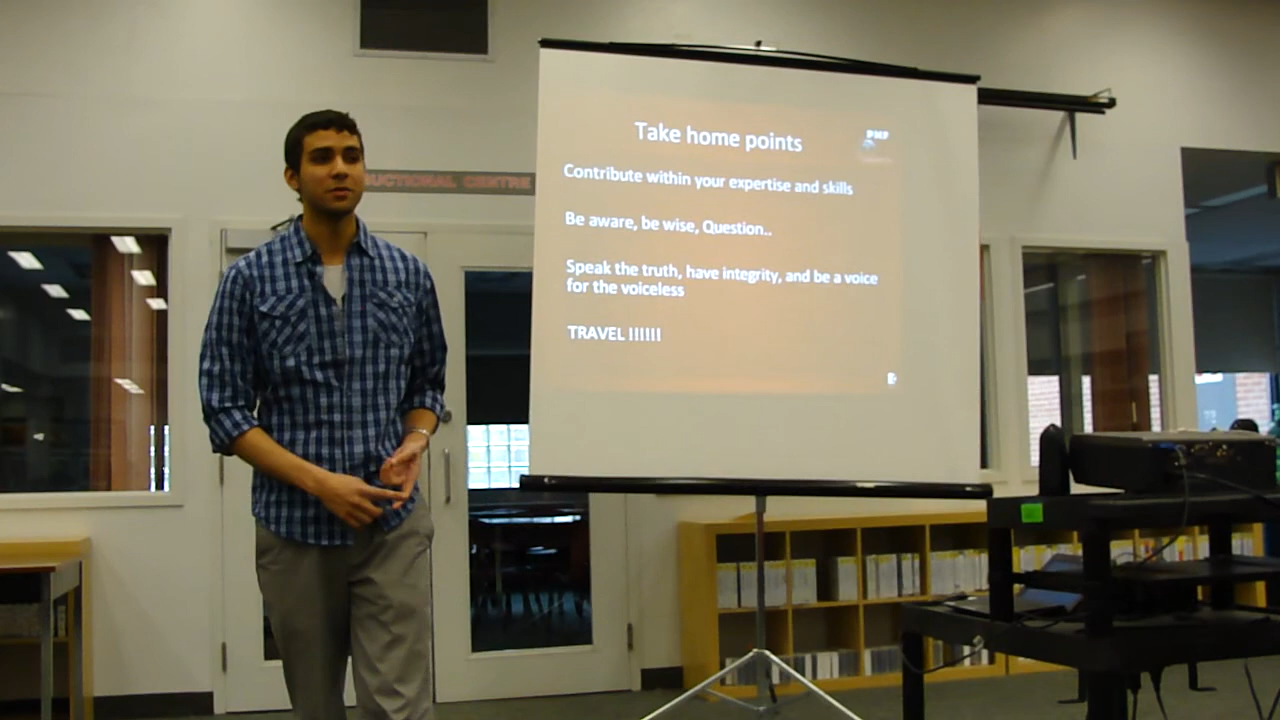 UCTIONAL CENTRE
Take home points
PMP
Contribute within your expertise and skills
Be aware, be wise, Question..
Speak the truth, have integrity, and be a voice
for the voiceless
TRAVEL !!!!!!